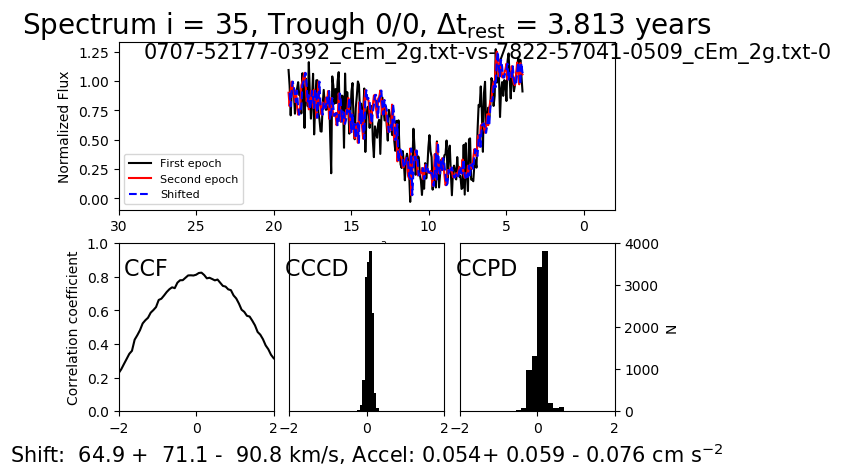 Spectrum i = 35, Trough 0/0, Δt_rest = 3.813 years
0707-52177-0392_cEm_2g.txt-vs-7822-57041-0509_cEm_2g.txt-0
Normalized Flux
1.25
1.00
0.75
0.50
0.25
0.00
First epoch
Second epoch
Shifted
30 25 20 15 10 5 0
Correlation coefficient
1.0
0.8
0.6
0.4
0.2
0.0
CCF
CCCD
CCPD
4000
3000
2000
1000
0
N
−2 0 2
−2 0 2
−2 0 2
Shift:  64.9 +  71.1 -  90.8 km/s, Accel: 0.054+ 0.059 - 0.076 cm s⁻²